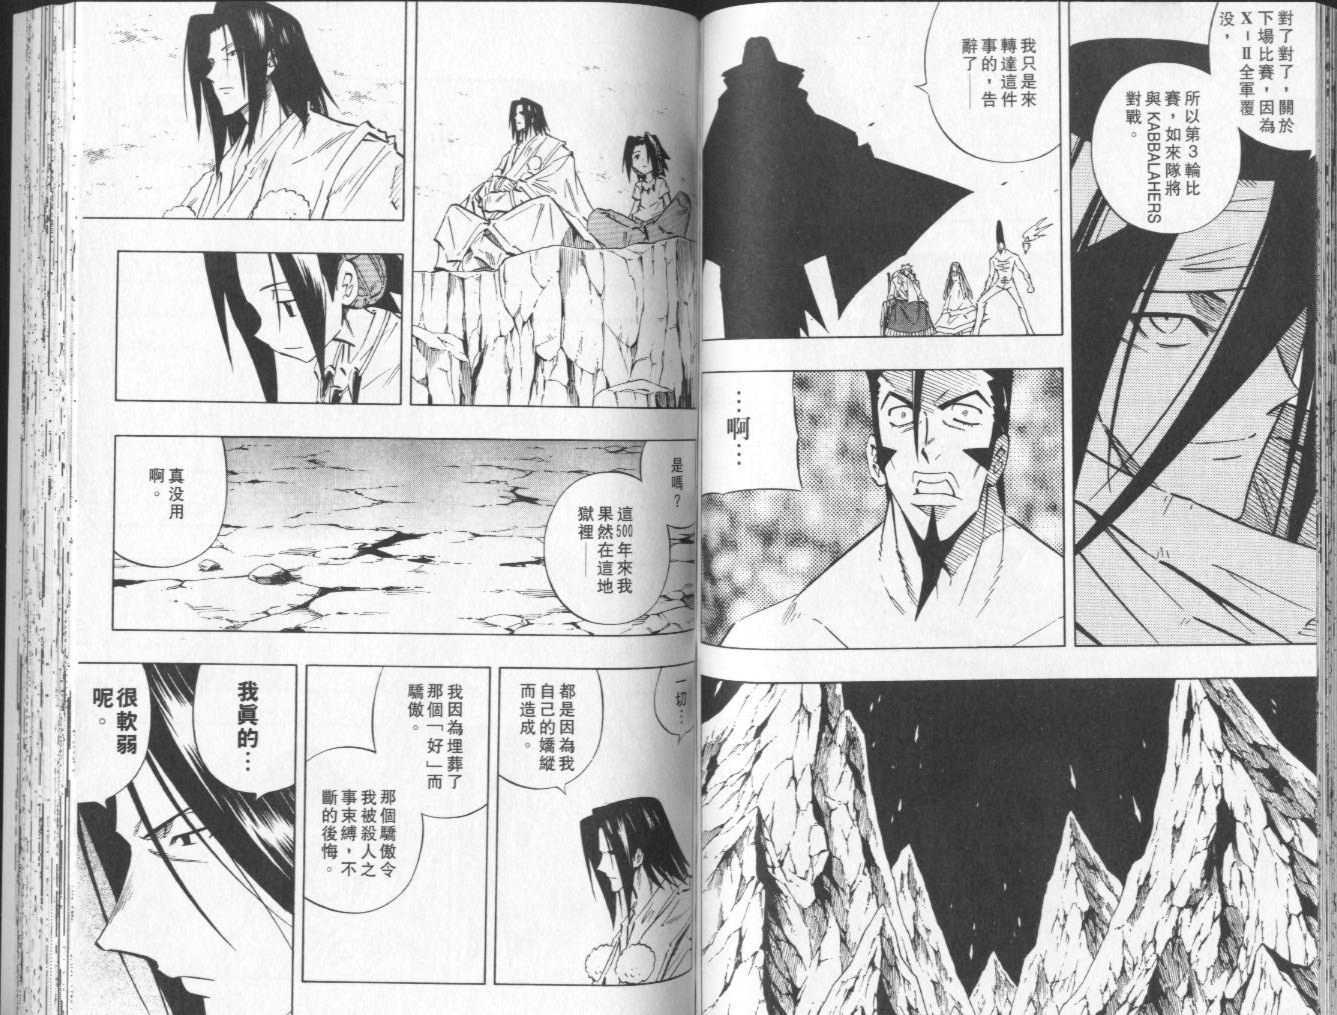 對了對了，關於
下場比賽，因為
X-II全軍覆
没，
所以第3輪比
賽，如來隊將
與KABBALAHERS
對戰。
我只是來
轉達這件
事的，告
辭了──
…啊…
是嗎？
這500年來我
果然在這地
獄裡──
真没用
啊。
一切…
都是因為我
自己的嬌縱
而造成。
我因為埋葬了
那個「好」而
驕傲。
那個驕傲令
我被殺人之
事束縛，不
斷的後悔。
我真的…
很軟弱
呢。